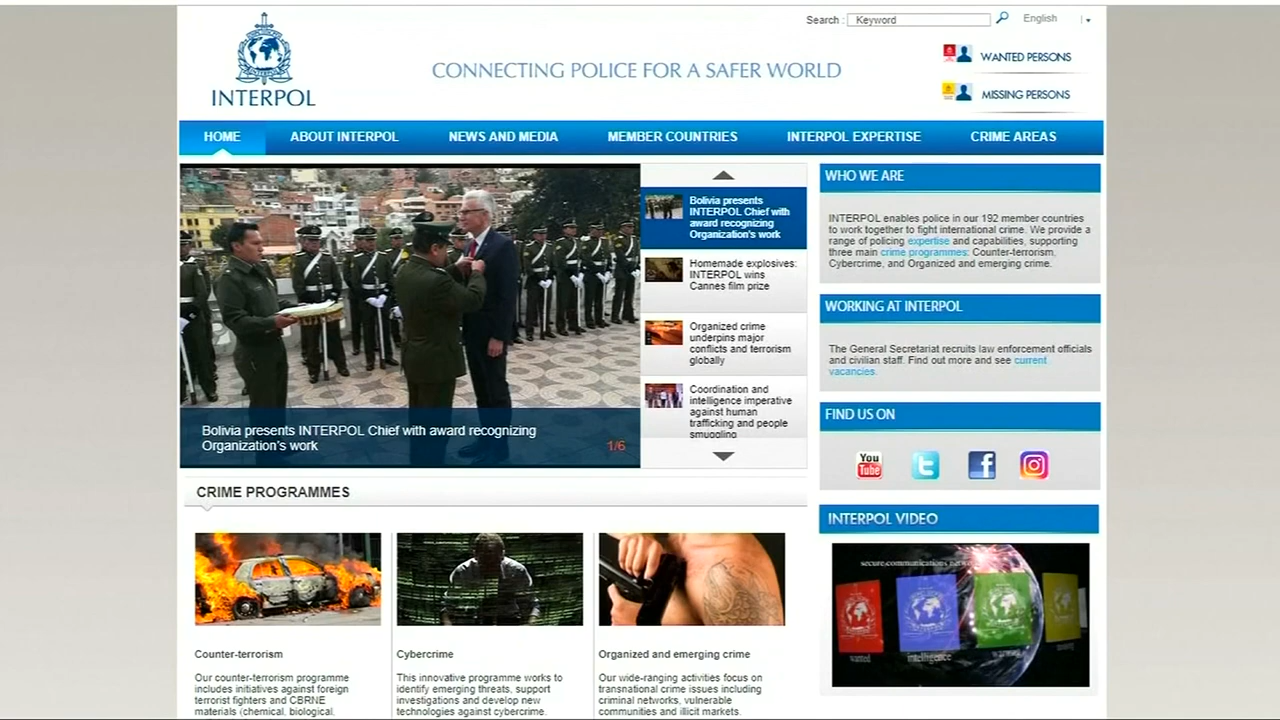 Search : Keyword English
INTERPOL
CONNECTING POLICE FOR A SAFER WORLD
WANTED PERSONS
MISSING PERSONS
HOME ABOUT INTERPOL NEWS AND MEDIA MEMBER COUNTRIES INTERPOL EXPERTISE CRIME AREAS
Bolivia presents INTERPOL Chief with award recognizing
Organization's work
1/6
Bolivia presents
INTERPOL Chief with
award recognizing
Organization's work
Homemade explosives:
INTERPOL wins
Cannes film prize
Organized crime
underpins major
conflicts and terrorism
globally
Coordination and
intelligence imperative
against human
trafficking and people
smuggling
WHO WE ARE
INTERPOL enables police in our 192 member countries
to work together to fight international crime. We provide a
range of policing expertise and capabilities, supporting
three main crime programmes: Counter-terrorism,
Cybercrime, and Organized and emerging crime.
WORKING AT INTERPOL
The General Secretariat recruits law enforcement officials
and civilian staff. Find out more and see current
vacancies.
FIND US ON
You
Tube
INTERPOL VIDEO
secure communications
wanted
intelligence
CRIME PROGRAMMES
Counter-terrorism
Our counter-terrorism programme
includes initiatives against foreign
terrorist fighters and CBRNE
materials (chemical, biological,
Cybercrime
This innovative programme works to
identify emerging threats, support
investigations and develop new
technologies against cybercrime.
Organized and emerging crime
Our wide-ranging activities focus on
transnational crime issues including
criminal networks, vulnerable
communities and illicit markets.